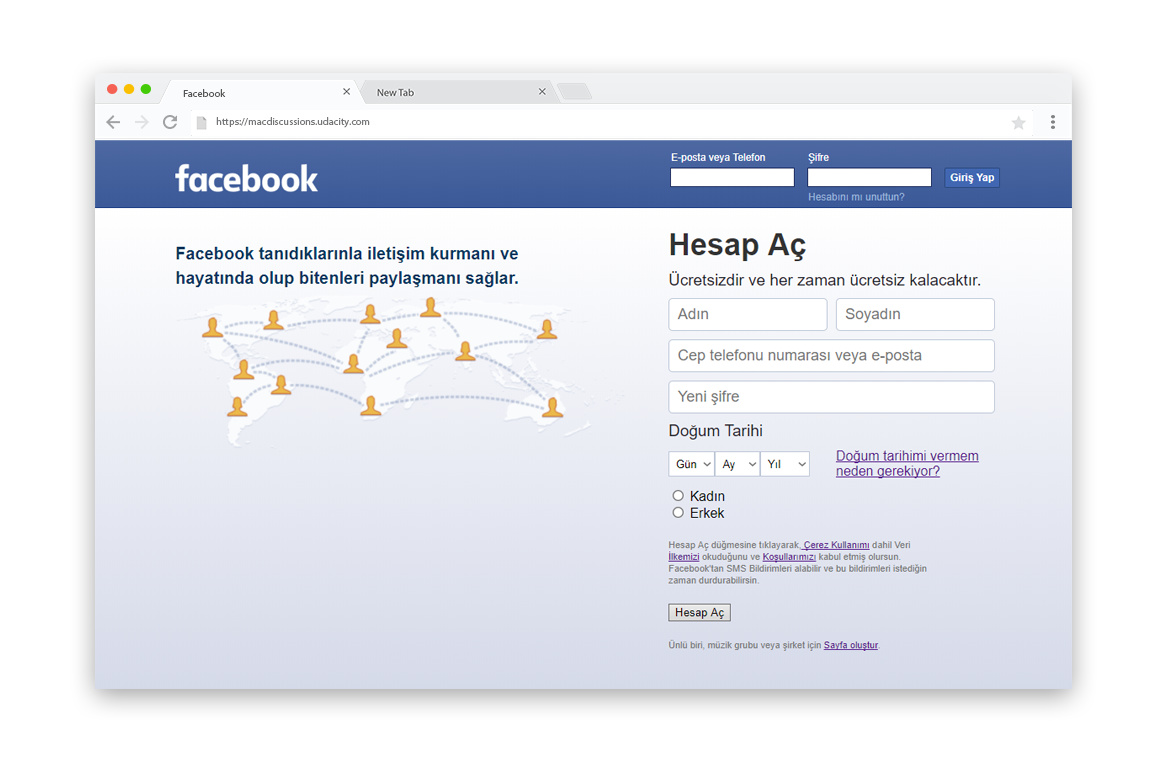 Facebook
New Tab
https://macdiscussions.udacity.com
facebook
E-posta veya Telefon
Şifre
Giriş Yap
Hesabını mı unuttun?
Facebook tanıdıklarınla iletişim kurmanı ve
hayatında olup bitenleri paylaşmanı sağlar.
Hesap Aç
Ücretsizdir ve her zaman ücretsiz kalacaktır.
Adın
Soyadın
Cep telefonu numarası veya e-posta
Yeni şifre
Doğum Tarihi
Gün Ay Yıl
Doğum tarihimi vermem
neden gerekiyor?
Kadın
Erkek
Hesap Aç düğmesine tıklayarak, Çerez Kullanımı dahil Veri
İlkemizi okuduğunu ve Koşullarımızı kabul etmiş olursun.
Facebook'tan SMS Bildirimleri alabilir ve bu bildirimleri istediğin
zaman durdurabilirsin.
Hesap Aç
Ünlü biri, müzik grubu veya şirket için Sayfa oluştur.